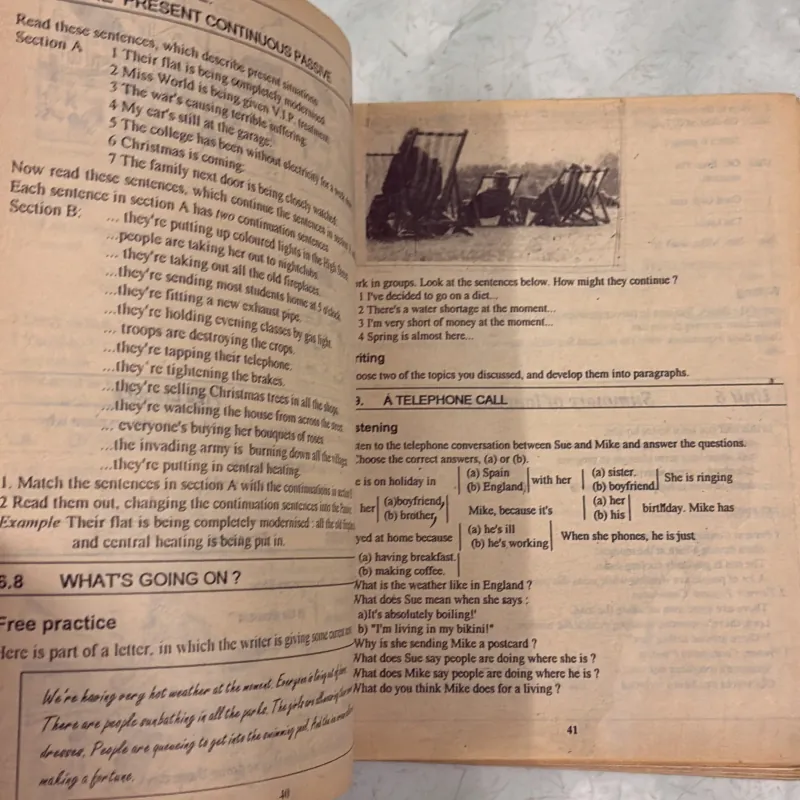 PRESENT CONTINUOUS PASSIVE
Read these sentences, which describe present situations
Section A
1 Their flat is being completely modernised.
2 Miss World is being given V.I.P. treatment.
3 The war's causing terrible suffering.
4 My car's still at the garage.
5 The college has been without electricity for a week
6 Christmas is coming.
7 The family next door is being closely watched.
Now read these sentences, which continue the sentences in section
Each sentence in section A has two continuation sentences.
Section B:
... they're putting up coloured lights in the High Street
...people are taking her out to nightclubs.
... they're taking out all the old fireplaces.
...they're sending most students home at 5 o'clock
...they're fitting a new exhaust pipe.
...they're holding evening classes by gas light.
... troops are destroying the crops.
...they're tapping their telephone.
...they're tightening the brakes.
...they're selling Christmas trees in all the shops.
...they're watching the house from across the street.
... everyone's buying her bouquets of roses
...the invading army is burning down all the villages
...they're putting in central heating.
1. Match the sentences in section A with the continuations in section
2 Read them out, changing the continuation sentences into the
Example Their flat is being completely modernised : all the old
and central heating is being put in.
6.8 WHAT'S GOING ON ?
Free practice
Here is part of a letter, in which the writer is giving some
We're having very hot weather at the moment.
There are people sunbathing in all the parks. The girls are
dresses. People are queueing to get into the swimming pool. And the
making a fortune.
40
rk in groups. Look at the sentences below. How might they continue ?
1 I've decided to go on a diet...
2 There's a water shortage at the moment...
3 I'm very short of money at the moment...
4 Spring is almost here...
riting
oose two of the topics you discussed, and develop them into paragraphs.
9. A TELEPHONE CALL
stening
ten to the telephone conversation between Sue and Mike and answer the questions.
Choose the correct answers, (a) or (b).
e is on holiday in (a) Spain (b) England, with her (a) sister. (b) boyfriend She is ringing
her (a)boyfriend, (b) brother, Mike, because it's (a) her (b) his birthday. Mike has
yed at home because (a) he's ill (b) he's working When she phones, he is just
(a) having breakfast.
(b) making coffee.
What is the weather like in England ?
What does Sue mean when she says :
a)It's absolutely boiling!'
b) "I'm living in my bikini!"
Why is she sending Mike a postcard ?
What does Sue say people are doing where she is ?
What does Mike say people are doing where he is ?
What do you think Mike does for a living ?
41